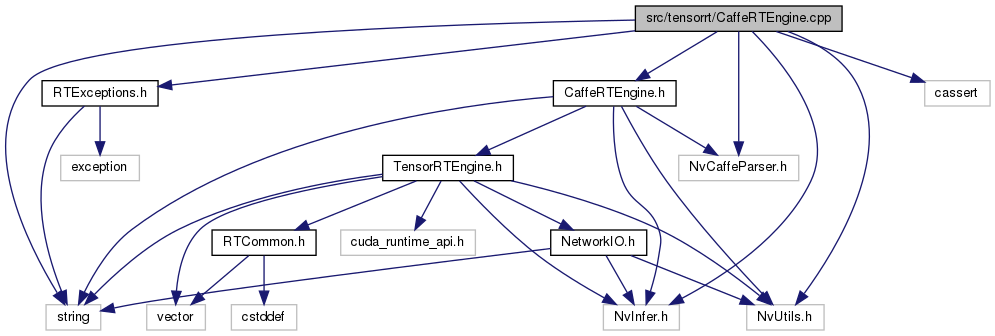 src/tensorrt/CaffeRTEngine.cpp
RTExceptions.h
CaffeRTEngine.h
cassert
exception
TensorRTEngine.h
NvCaffeParser.h
RTCommon.h
cuda_runtime_api.h
NetworkIO.h
string
vector
cstddef
NvInfer.h
NvUtils.h